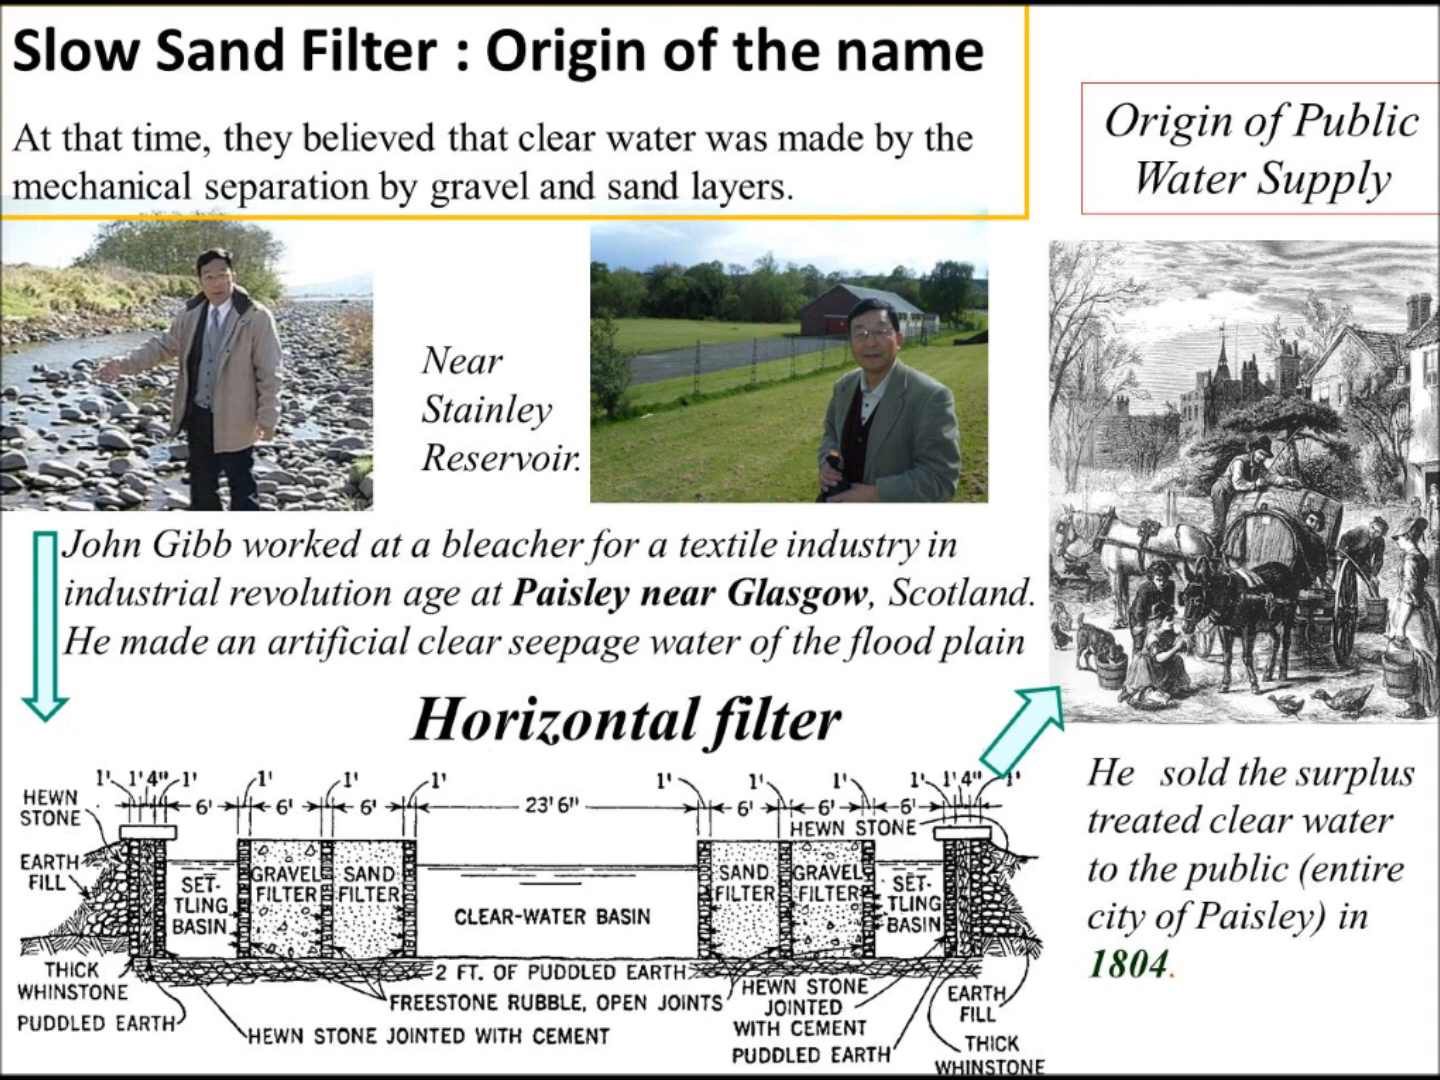 Slow Sand Filter : Origin of the name
At that time, they believed that clear water was made by the
mechanical separation by gravel and sand layers.
Origin of Public
Water Supply
Near
Stainley
Reservoir.
John Gibb worked at a bleacher for a textile industry in
industrial revolution age at Paisley near Glasgow, Scotland.
He made an artificial clear seepage water of the flood plain
Horizontal filter
He sold the surplus
treated clear water
to the public (entire
city of Paisley) in
1804.
1' 1' 4" 1' 1' 1' 1' 1' 1' 1' 1' 1' 4" 1'
6' 6' 6' 23' 6" 6' 6' 6'
HEWN
STONE
HEWN STONE
EARTH
FILL
SET-
TLING
BASIN
GRAVEL
FILTER
SAND
FILTER
CLEAR-WATER BASIN
SAND
FILTER
GRAVEL
FILTER
SET-
TLING
BASIN
2 FT. OF PUDDLED EARTH
THICK
WHINSTONE
FREESTONE RUBBLE, OPEN JOINTS
HEWN STONE
JOINTED
WITH CEMENT
EARTH
FILL
PUDDLED EARTH
HEWN STONE JOINTED WITH CEMENT
PUDDLED EARTH
THICK
WHINSTONE